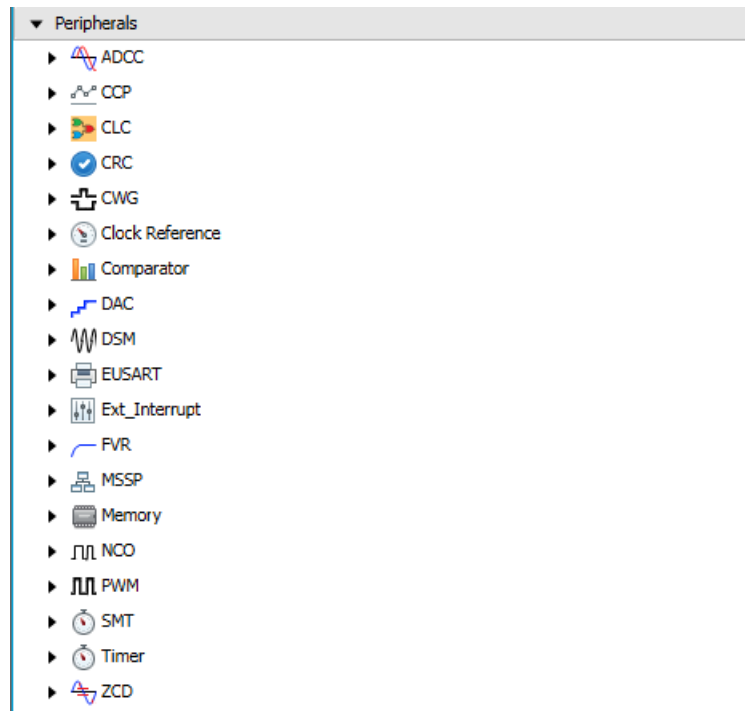 Peripherals
ADCC
CCP
CLC
CRC
CWG
Clock Reference
Comparator
DAC
DSM
EUSART
Ext_Interrupt
FVR
MSSP
Memory
NCO
PWM
SMT
Timer
ZCD